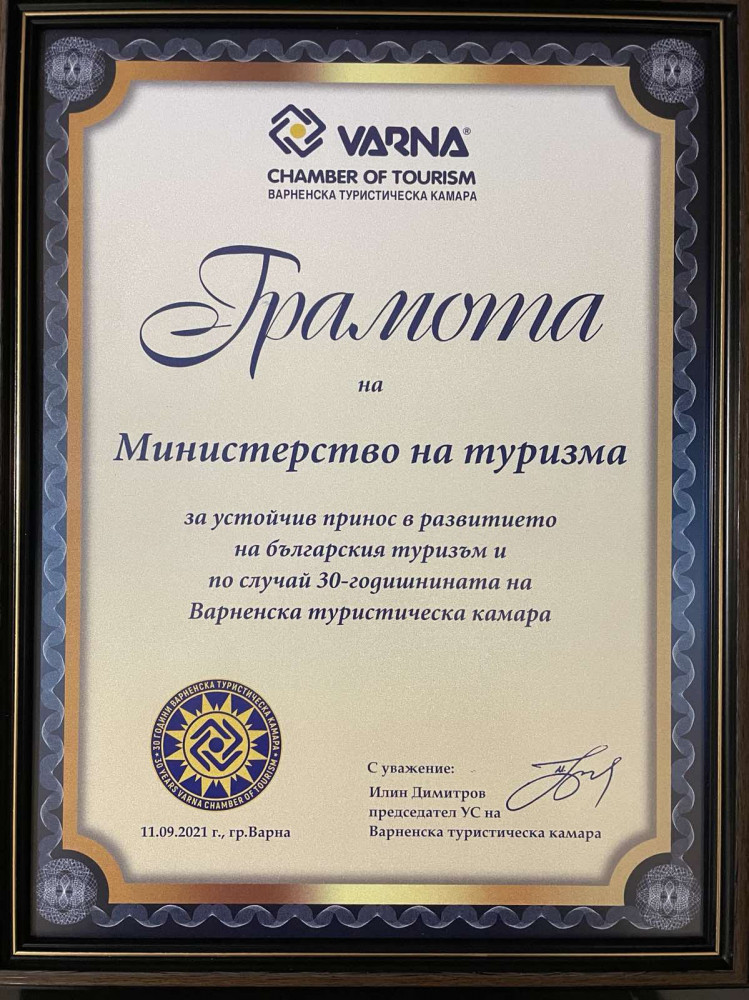 VARNA®
CHAMBER OF TOURISM
ВАРНЕНСКА ТУРИСТИЧЕСКА КАМАРА
Грамота
на
Министерство на туризма
за устойчив принос в развитието
на българския туризъм и
по случай 30-годишнината на
Варненска туристическа камара
30 ГОДИНИ ВАРНЕНСКА ТУРИСТИЧЕСКА КАМАРА
30 YEARS VARNA CHAMBER OF TOURISM
11.09.2021 г., гр.Варна
С уважение:
Илин Димитров
председател УС на
Варненска туристическа камара